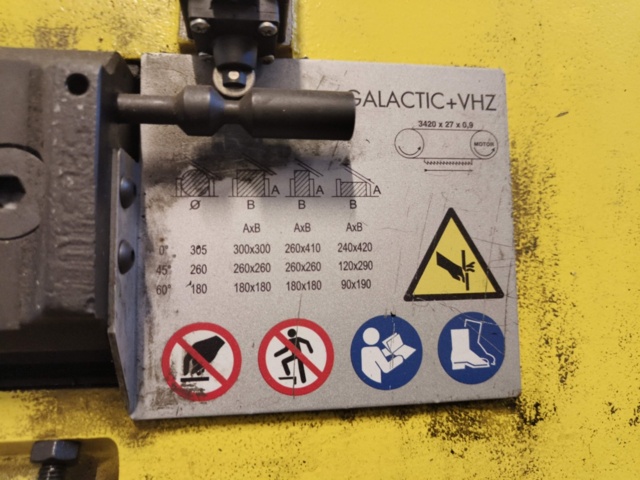 GALACTIC+VHZ
3420 x 27 x 0,9
MOTOR
A A A
Ø B B B
AxB AxB AxB
0° 305 300x300 260x410 240x420
45° 260 260x260 260x260 120x290
60° 180 180x180 180x180 90x190